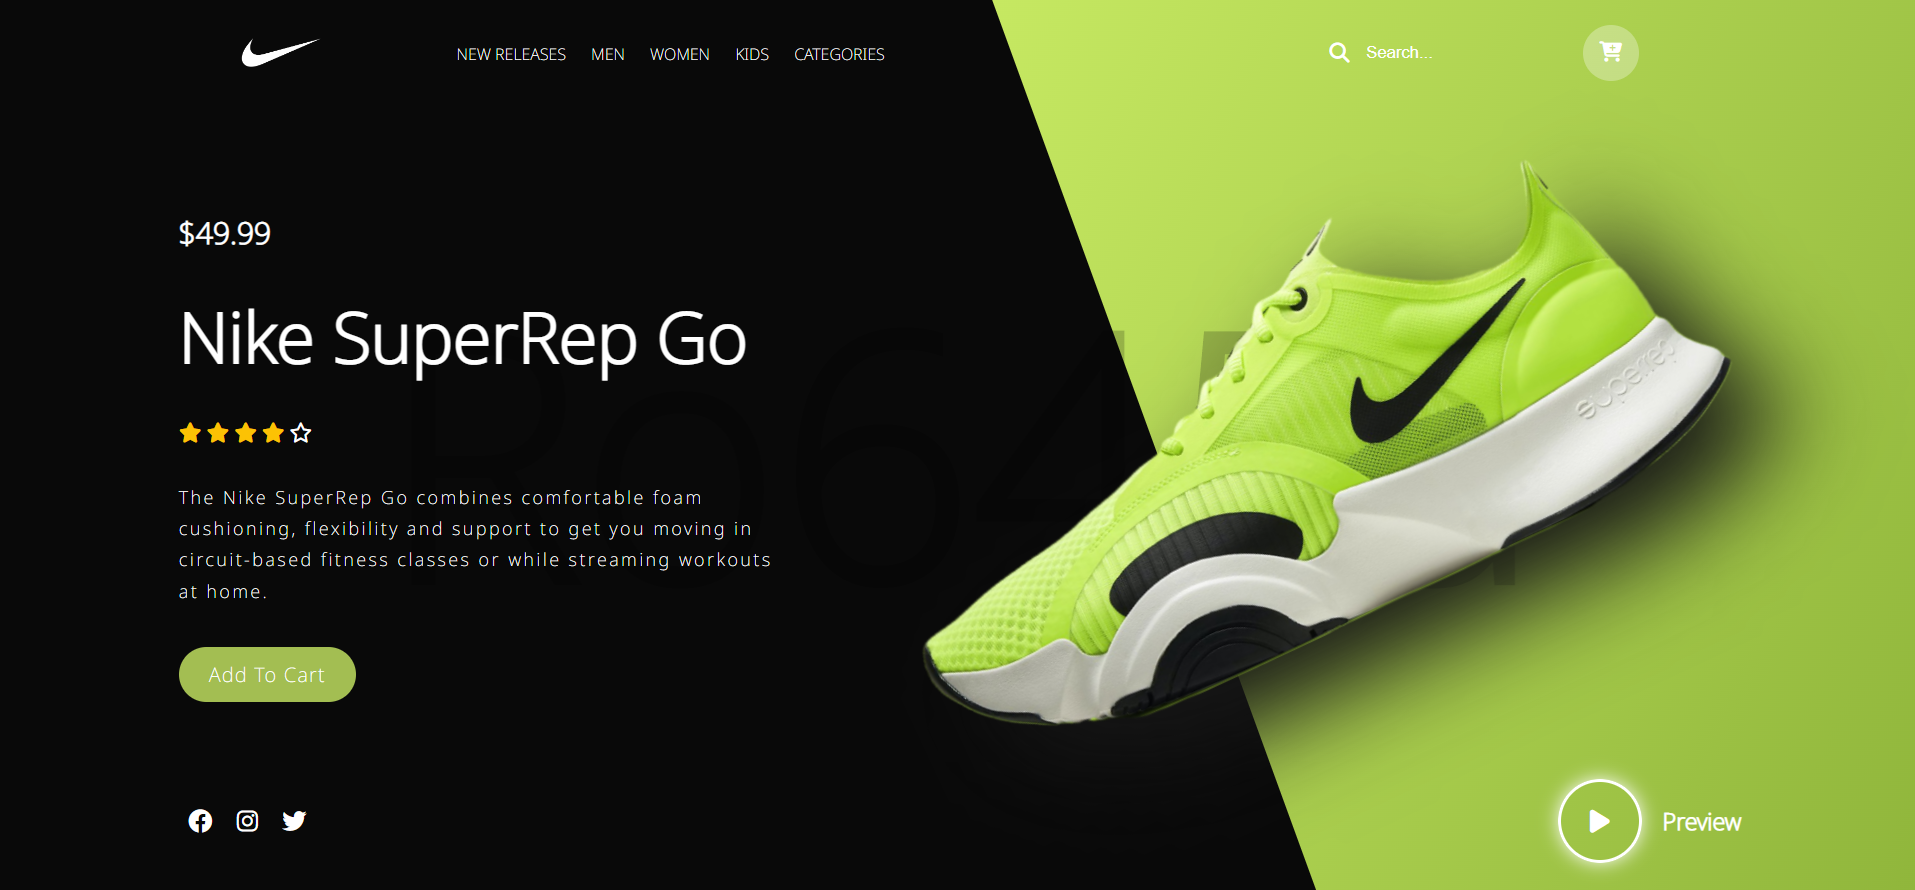 NEW RELEASES MEN WOMEN KIDS CATEGORIES
Search...
$49.99
Nike SuperRep Go
The Nike SuperRep Go combines comfortable foam
cushioning, flexibility and support to get you moving in
circuit-based fitness classes or while streaming workouts
at home.
Add To Cart
superrep
Preview